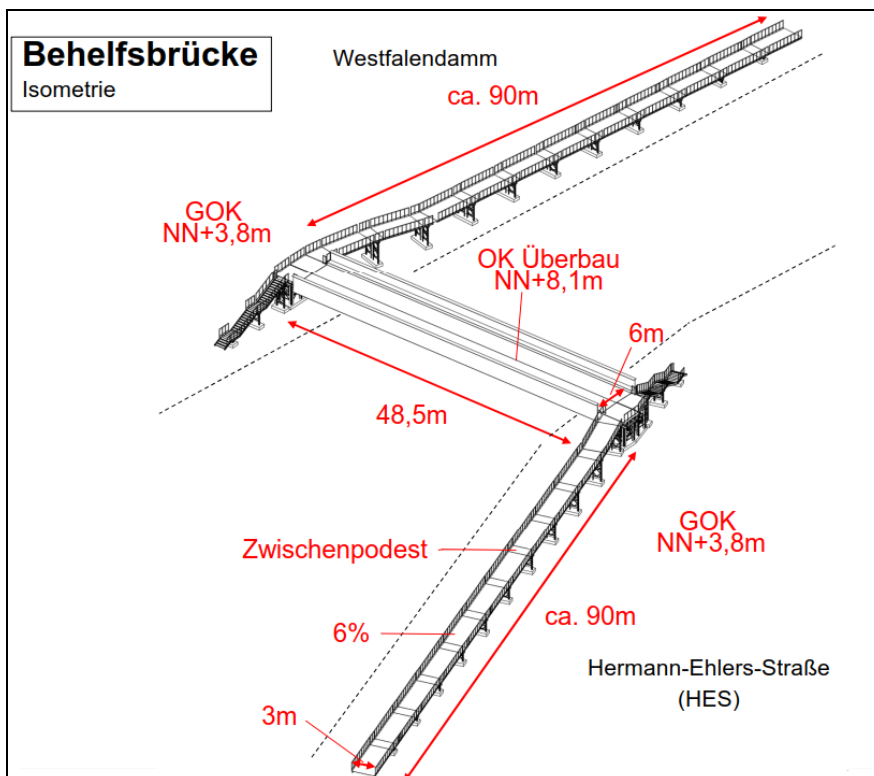 Behelfsbrücke
Isometrie
Westfalendamm
ca. 90m
GOK
NN+3,8m
OK Überbau
NN+8,1m
6m
48,5m
GOK
NN+3,8m
Zwischenpodest
6%
ca. 90m
Hermann-Ehlers-Straße
(HES)
3m